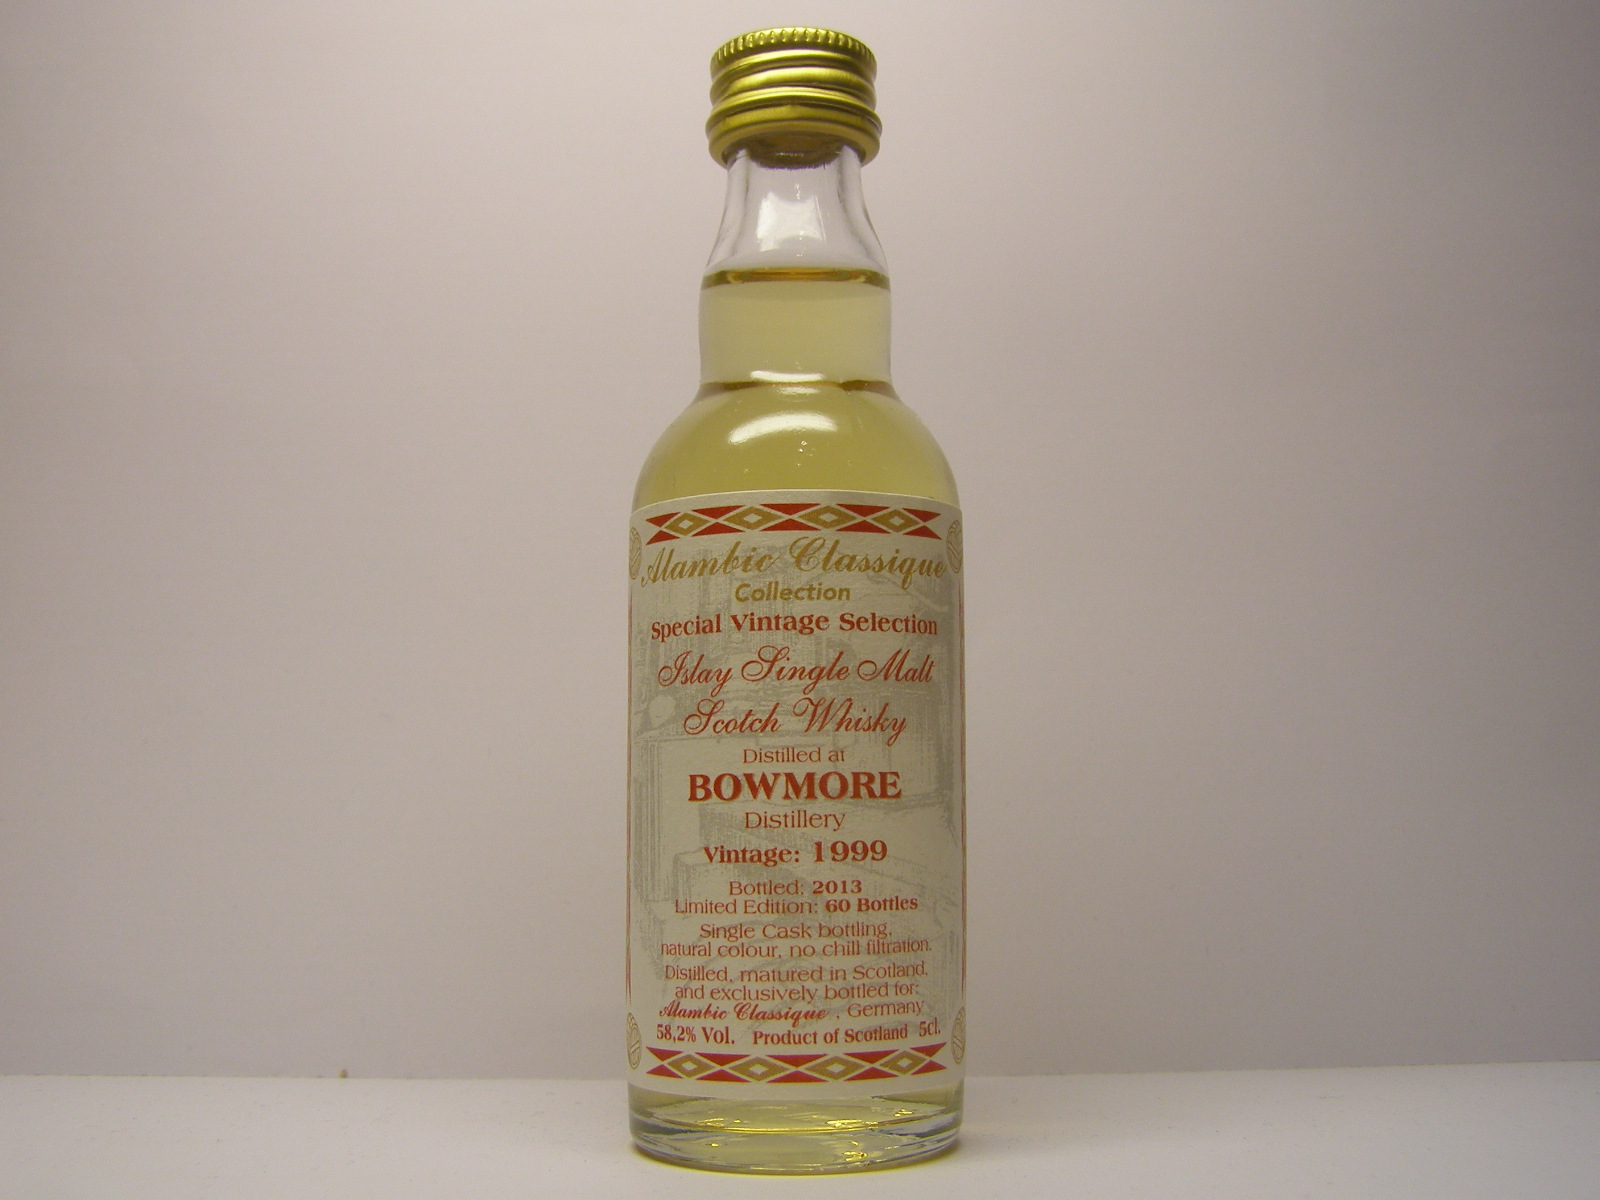 Alambic Classique
Collection
Special Vintage Selection
Islay Single Malt
Scotch Whisky
Distilled at
BOWMORE
Distillery
Vintage: 1999
Bottled: 2013
Limited Edition: 60 Bottles
Single Cask bottling,
natural colour, no chill filtration.
Distilled, matured in Scotland,
and exclusively bottled for:
Alambic Classique , Germany
58,2% Vol. Product of Scotland 5cl.